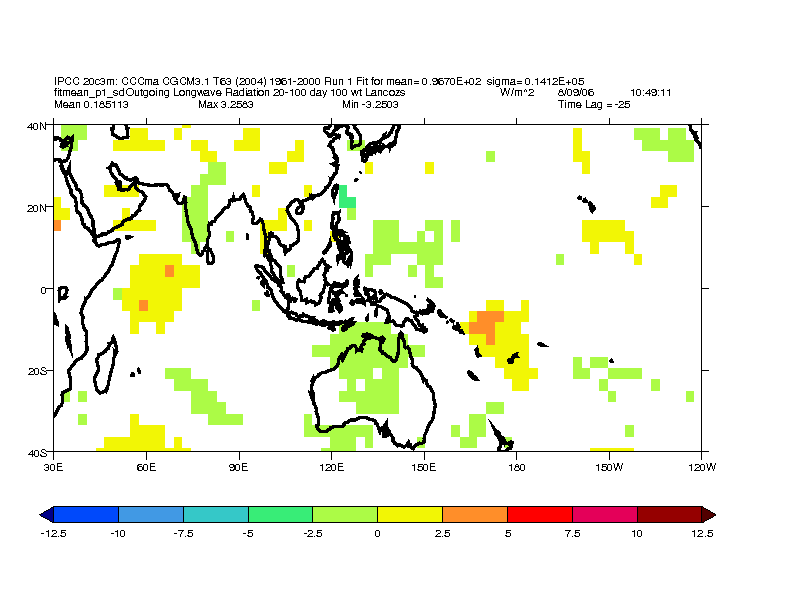 IPCC 20c3m: CCCma CGCM3.1 T63 (2004) 1961-2000 Run 1 Fit for mean= 0.9670E+02 sigma= 0.1412E+05
fitmean_p1_sdOutgoing Longwave Radiation 20-100 day 100 wt Lancozs W/m^2 8/09/06 10:49:11
Mean 0.185113 Max 3.2583 Min -3.2503 Time Lag = -25
40N
20N
0
20S
40S
30E 60E 90E 120E 150E 180 150W 120W
-12.5 -10 -7.5 -5 -2.5 0 2.5 5 7.5 10 12.5